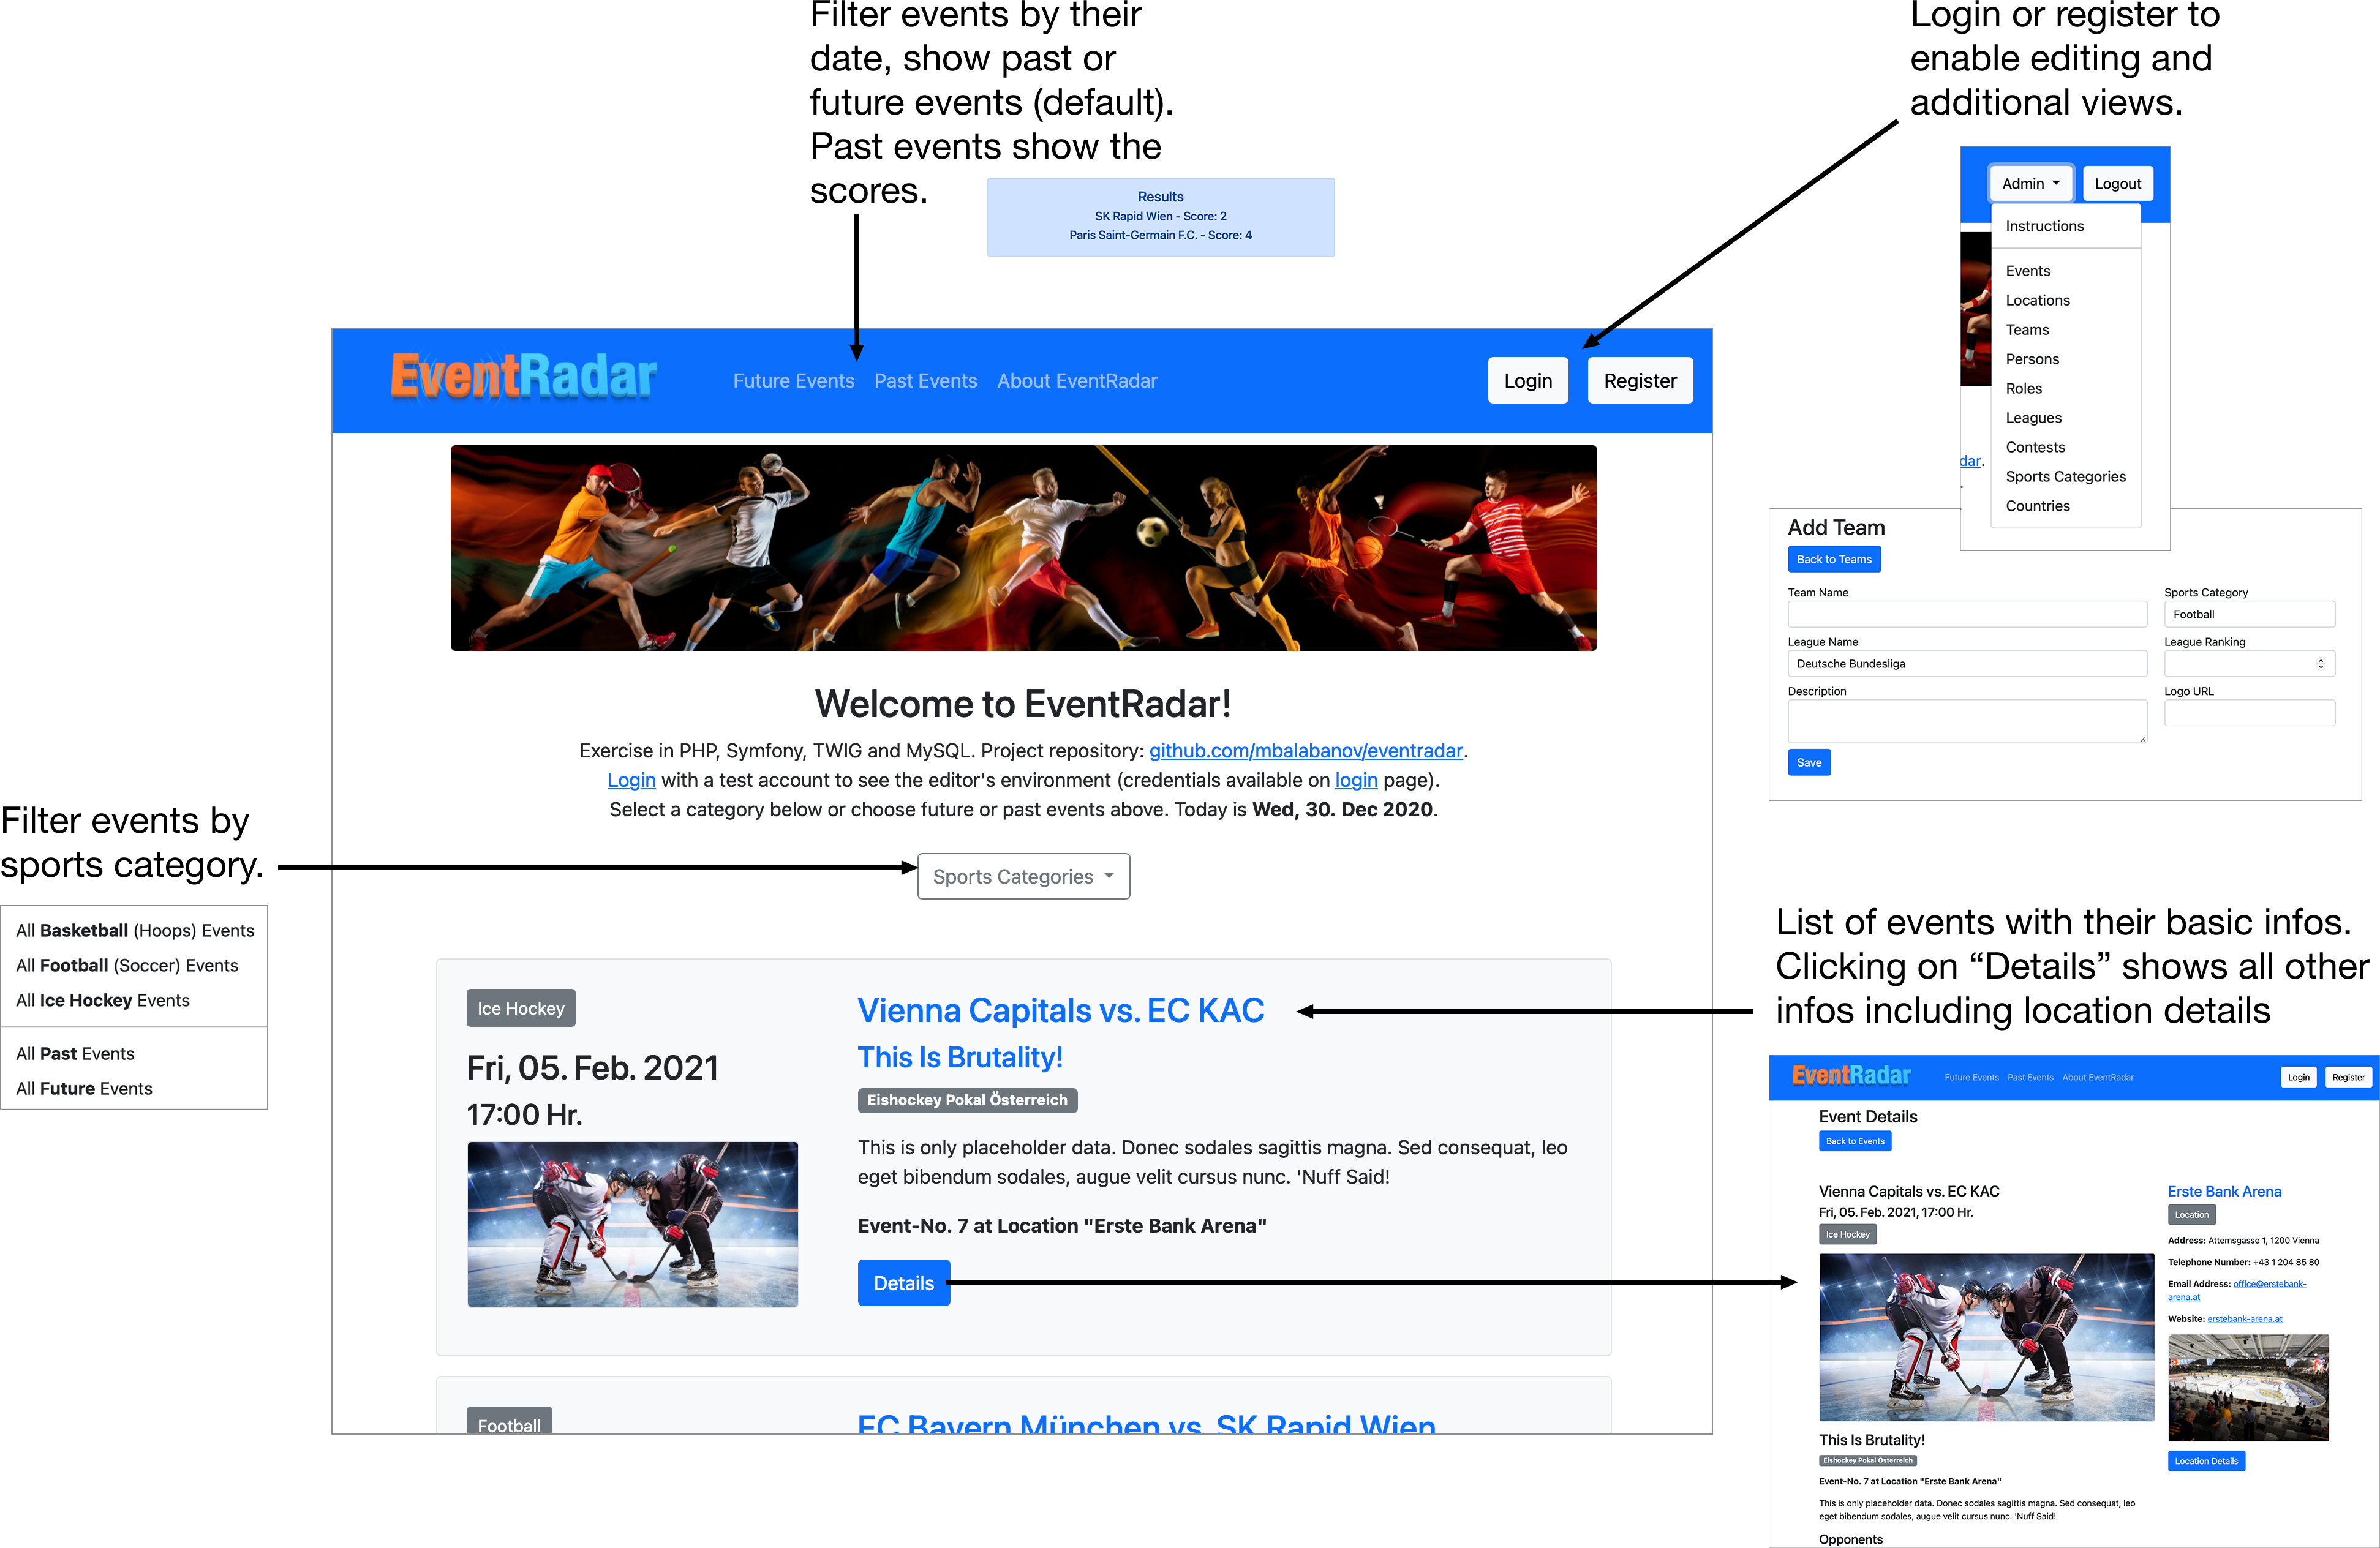 Filter events by their
date, show past or
future events (default).
Past events show the
scores.
Results
SK Rapid Wien - Score: 2
Paris Saint-Germain F.C. - Score: 4
Login or register to
enable editing and
additional views.
Admin
Logout
Instructions
Events
Locations
Teams
Persons
Roles
Leagues
Contests
Sports Categories
Countries
dar.
.
Add Team
Back to Teams
Team Name
Sports Category
Football
League Name
League Ranking
Deutsche Bundesliga
Description
Logo URL
Save
EventRadar
Future Events Past Events About EventRadar
Login
Register
Welcome to EventRadar!
Exercise in PHP, Symfony, TWIG and MySQL. Project repository: github.com/mbalabanov/eventradar.
Login with a test account to see the editor's environment (credentials available on login page).
Select a category below or choose future or past events above. Today is Wed, 30. Dec 2020.
Sports Categories
Filter events by
sports category.
All Basketball (Hoops) Events
All Football (Soccer) Events
All Ice Hockey Events
All Past Events
All Future Events
Ice Hockey
Fri, 05. Feb. 2021
17:00 Hr.
Vienna Capitals vs. EC KAC
This Is Brutality!
Eishockey Pokal Österreich
This is only placeholder data. Donec sodales sagittis magna. Sed consequat, leo
eget bibendum sodales, augue velit cursus nunc. 'Nuff Said!
Event-No. 7 at Location "Erste Bank Arena"
Details
Football
FC Bayern München vs. SK Rapid Wien
List of events with their basic infos.
Clicking on “Details” shows all other
infos including location details
EventRadar
Future Events Past Events About EventRadar
Login
Register
Event Details
Back to Events
Vienna Capitals vs. EC KAC
Fri, 05. Feb. 2021, 17:00 Hr.
Ice Hockey
This Is Brutality!
Eishockey Pokal Österreich
Event-No. 7 at Location "Erste Bank Arena"
This is only placeholder data. Donec sodales sagittis magna. Sed consequat, leo
eget bibendum sodales, augue velit cursus nunc. 'Nuff Said!
Opponents
Erste Bank Arena
Location
Address: Attemsgasse 1, 1200 Vienna
Telephone Number: +43 1 204 85 80
Email Address: office@erstebank-
arena.at
Website: erstebank-arena.at
Location Details